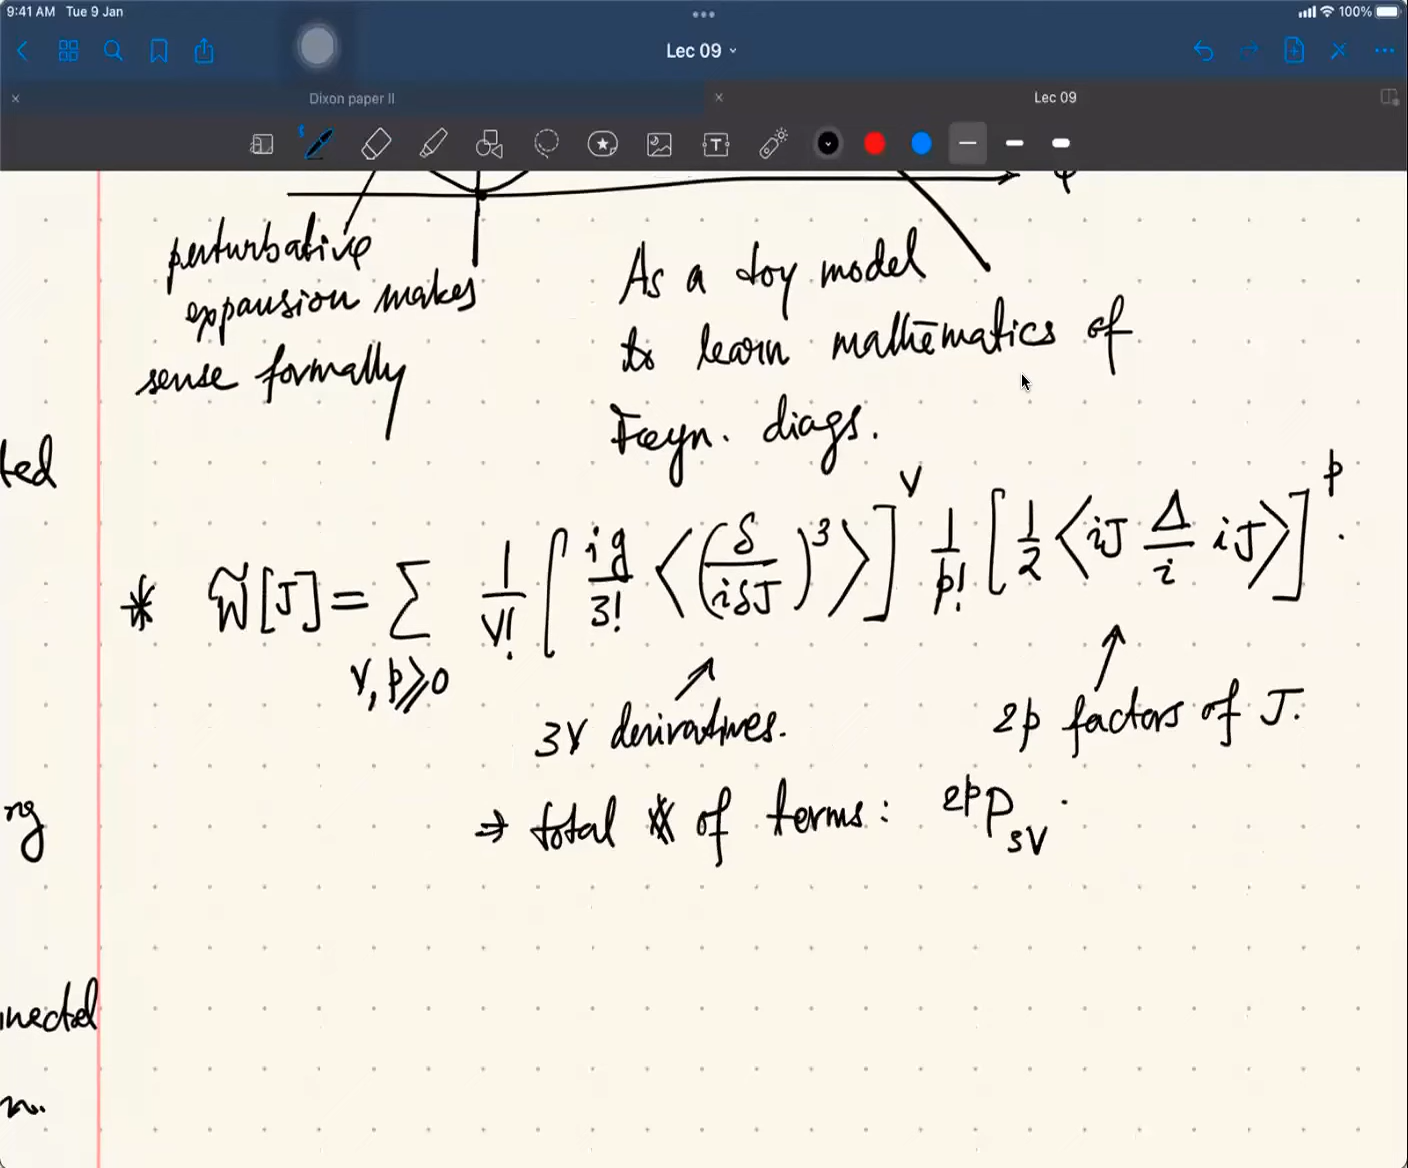 9:41 AM Tue 9 Jan
100%
Lec 09
Dixon paper II
Lec 09
φ
perturbative
expansion makes
sense formally
As a toy model
to learn mathematics of
Feyn. diags.
ted
* W̃[J] = ∑_{V, p⩾0} 1/V! [ ig/3! ⟨(δ/iδJ)^3⟩ ]^V 1/p! [ 1/2 ⟨iJ Δ/i iJ⟩ ]^p.
3V derivatives.
2p factors of J.
⇒ total # of terms: ^{2p}P_{3V}.
ng
nnected
n.